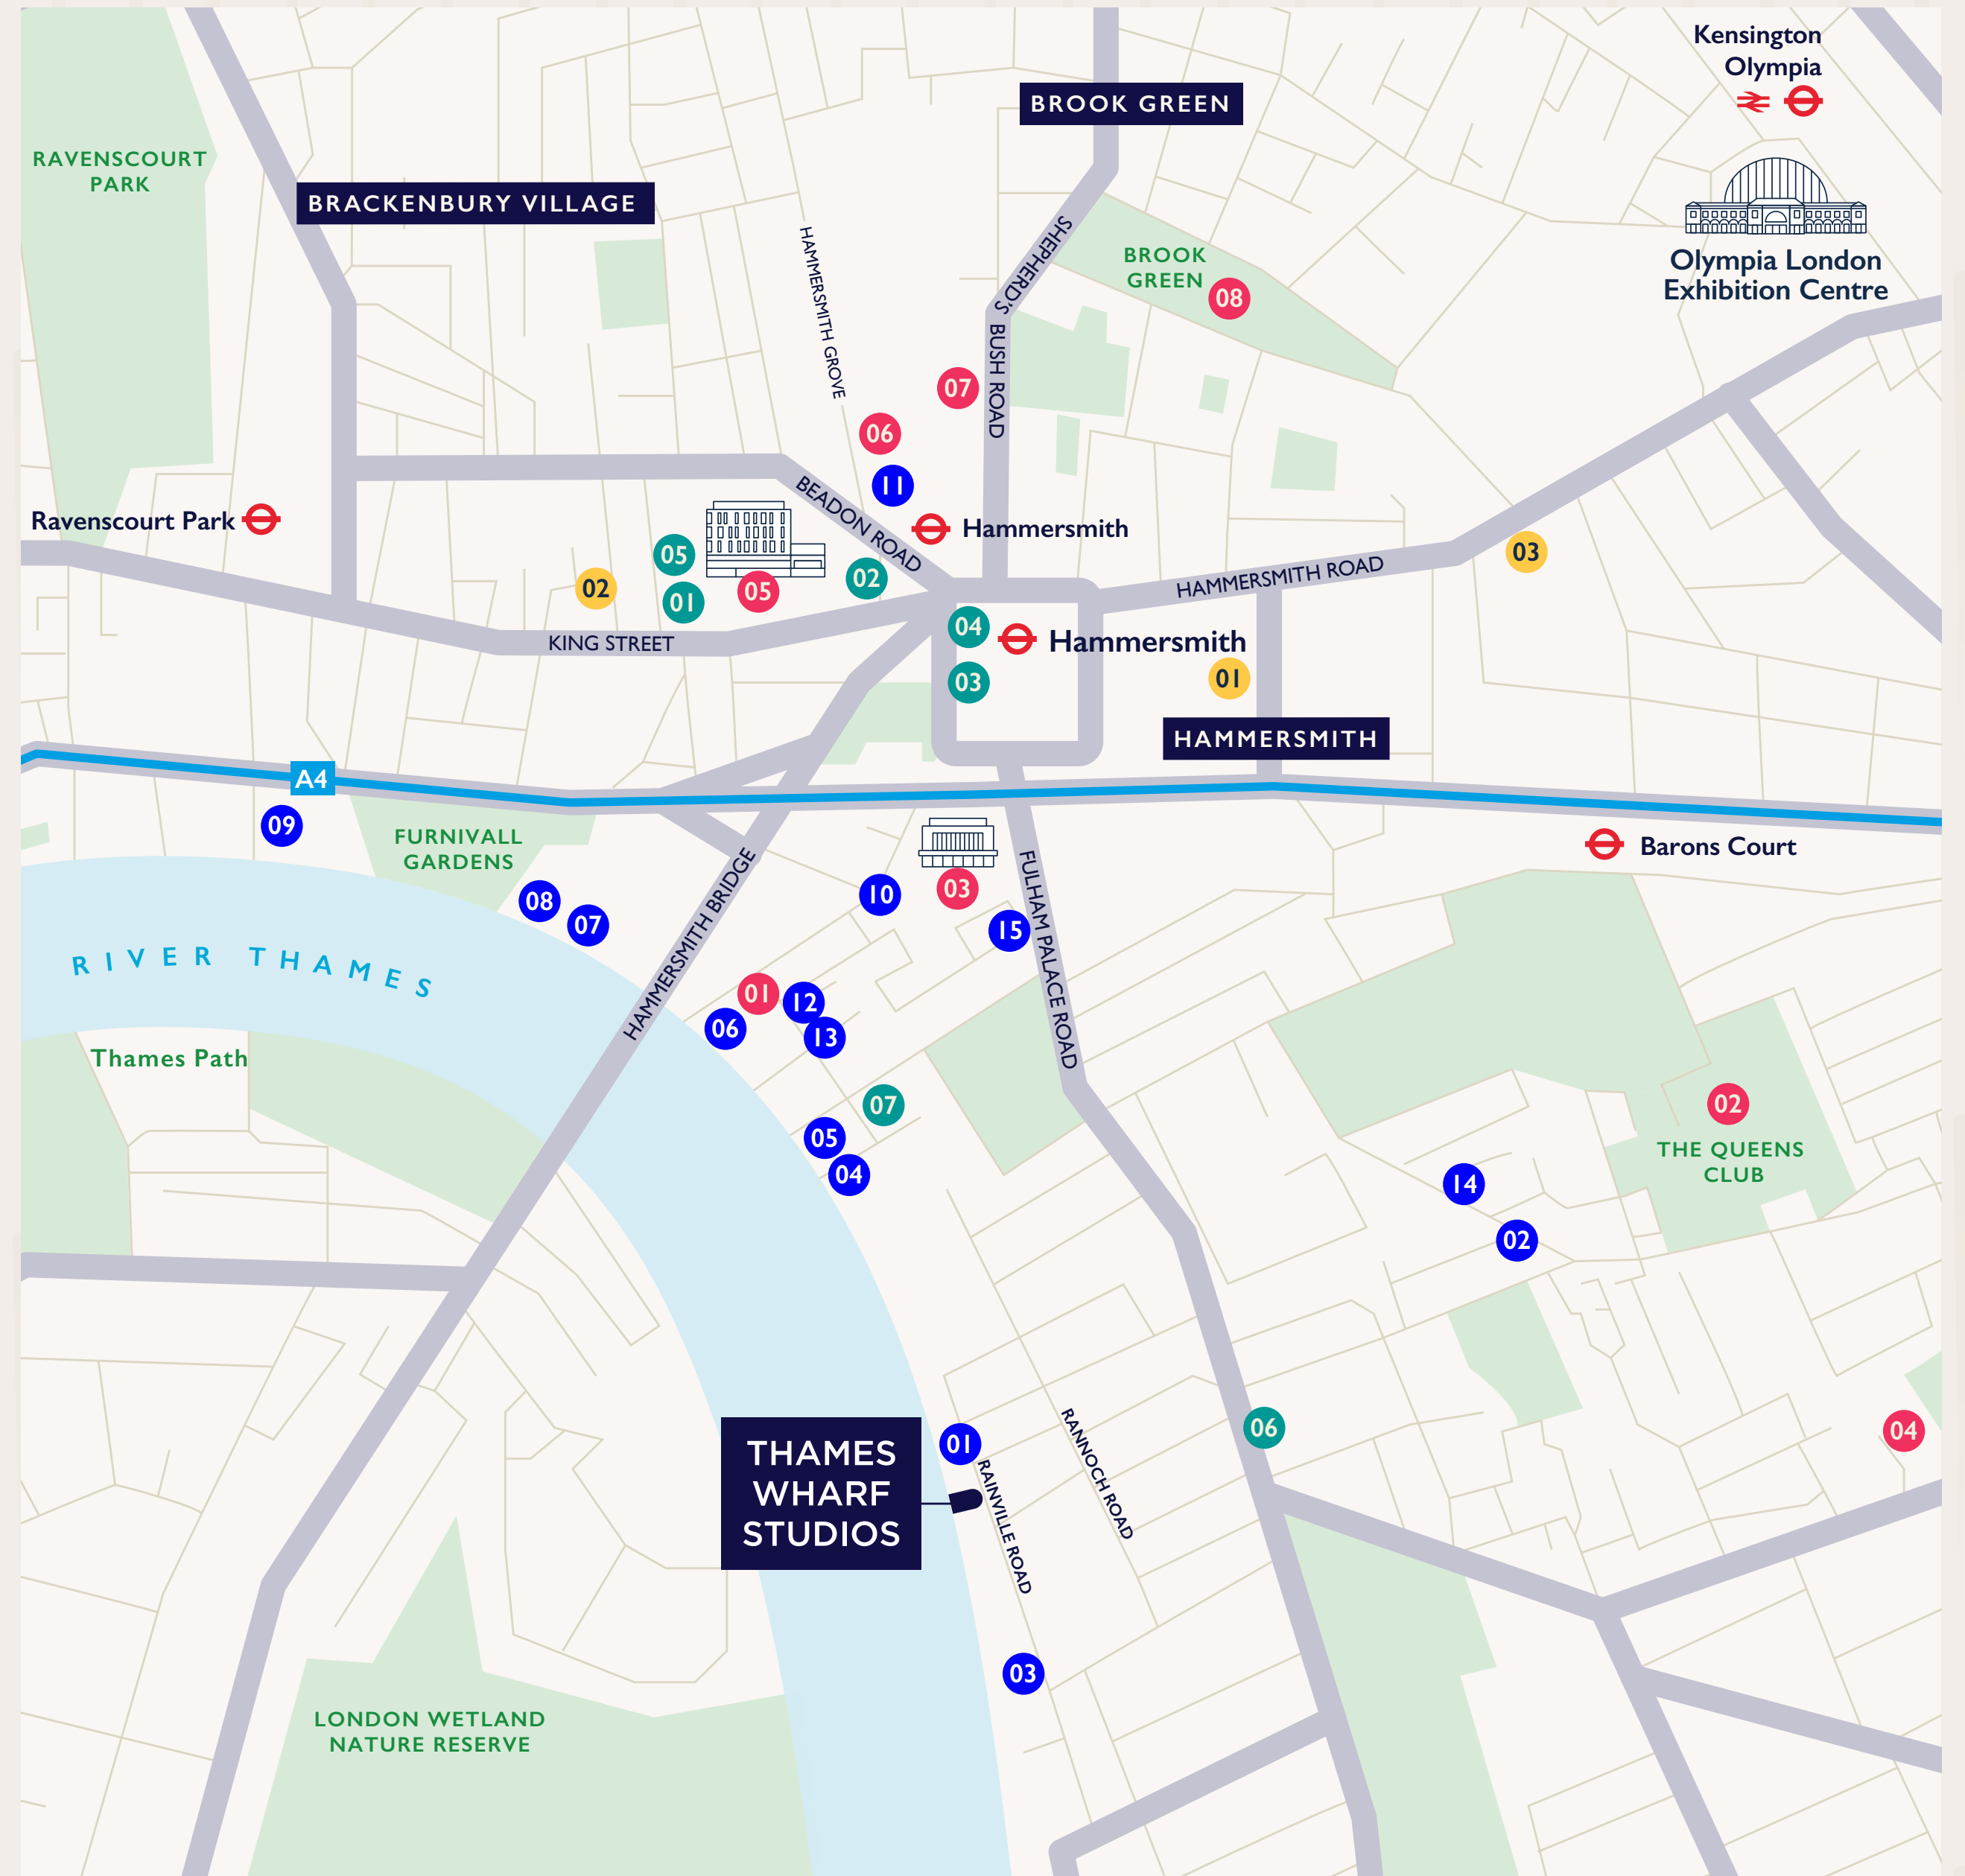 Kensington
Olympia
BROOK GREEN
RAVENSCOURT
PARK
BRACKENBURY VILLAGE
HAMMERSMITH GROVE
SHEPHERD'S
BUSH ROAD
BROOK
GREEN
08
Olympia London
Exhibition Centre
07
06
11
BEADON ROAD
Ravenscourt Park
Hammersmith
05
02
01
05
02
03
HAMMERSMITH ROAD
KING STREET
04
Hammersmith
03
01
HAMMERSMITH
A4
09
FURNIVALL
GARDENS
Barons Court
HAMMERSMITH BRIDGE
FULHAM PALACE ROAD
10
03
08
07
15
RIVER THAMES
01
12
06
13
Thames Path
07
05
04
02
THE QUEENS
CLUB
14
02
06
04
01
THAMES
WHARF
STUDIOS
RAINVILLE ROAD
RANNOCH ROAD
03
LONDON WETLAND
NATURE RESERVE